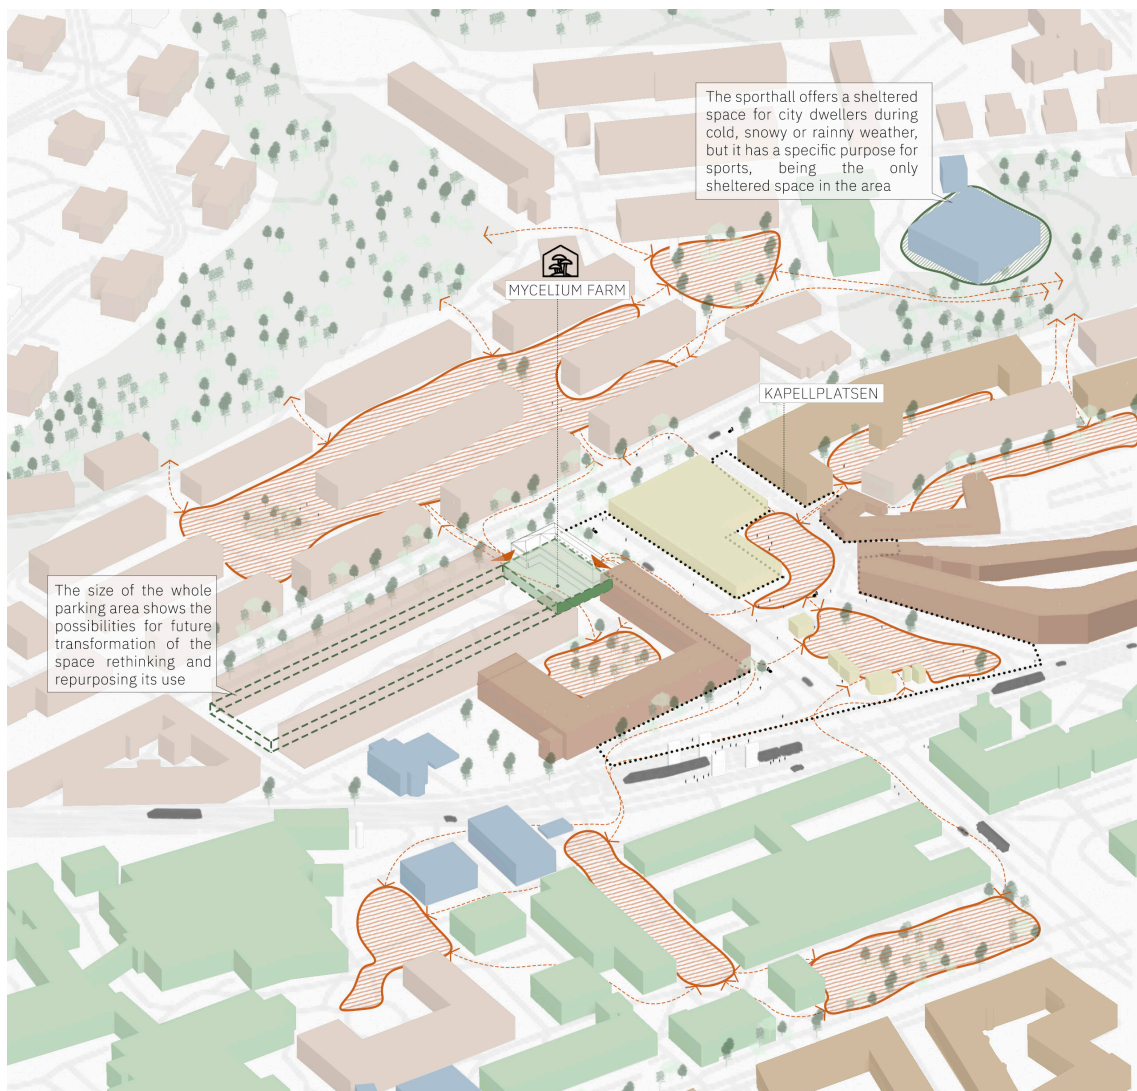 The sporthall offers a sheltered
space for city dwellers during
cold, snowy or rainny weather,
but it has a specific purpose for
sports, being the only
sheltered space in the area
MYCELIUM FARM
KAPELLPLATSEN
The size of the whole
parking area shows the
possibilities for future
transformation of the
space rethinking and
repurposing its use